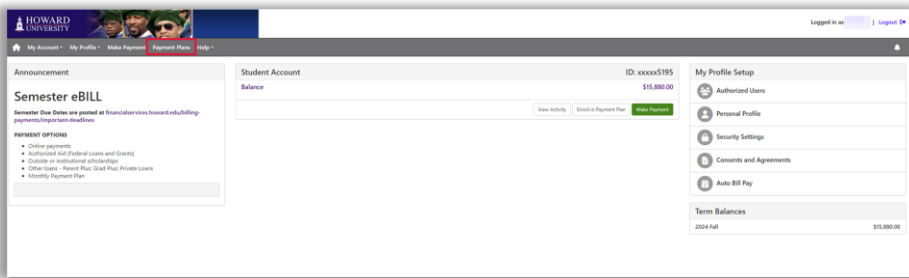 HOWARD
UNIVERSITY
Logged in as | Logout
My Account My Profile Make Payment Payment Plans Help
Announcement
Semester eBILL
Semester Due Dates are posted at financialservices.howard.edu/billing-
payments/important-deadlines
PAYMENT OPTIONS
Online payments
Authorized Aid (Federal Loans and Grants)
Outside or institutional scholarships
Other loans - Parent Plus; Grad Plus; Private Loans
Monthly Payment Plan
Student Account ID: xxxxx5195
Balance $15,880.00
View Activity Enroll in Payment Plan Make Payment
My Profile Setup
Authorized Users
Personal Profile
Security Settings
Consents and Agreements
Auto Bill Pay
Term Balances
2024 Fall $15,880.00